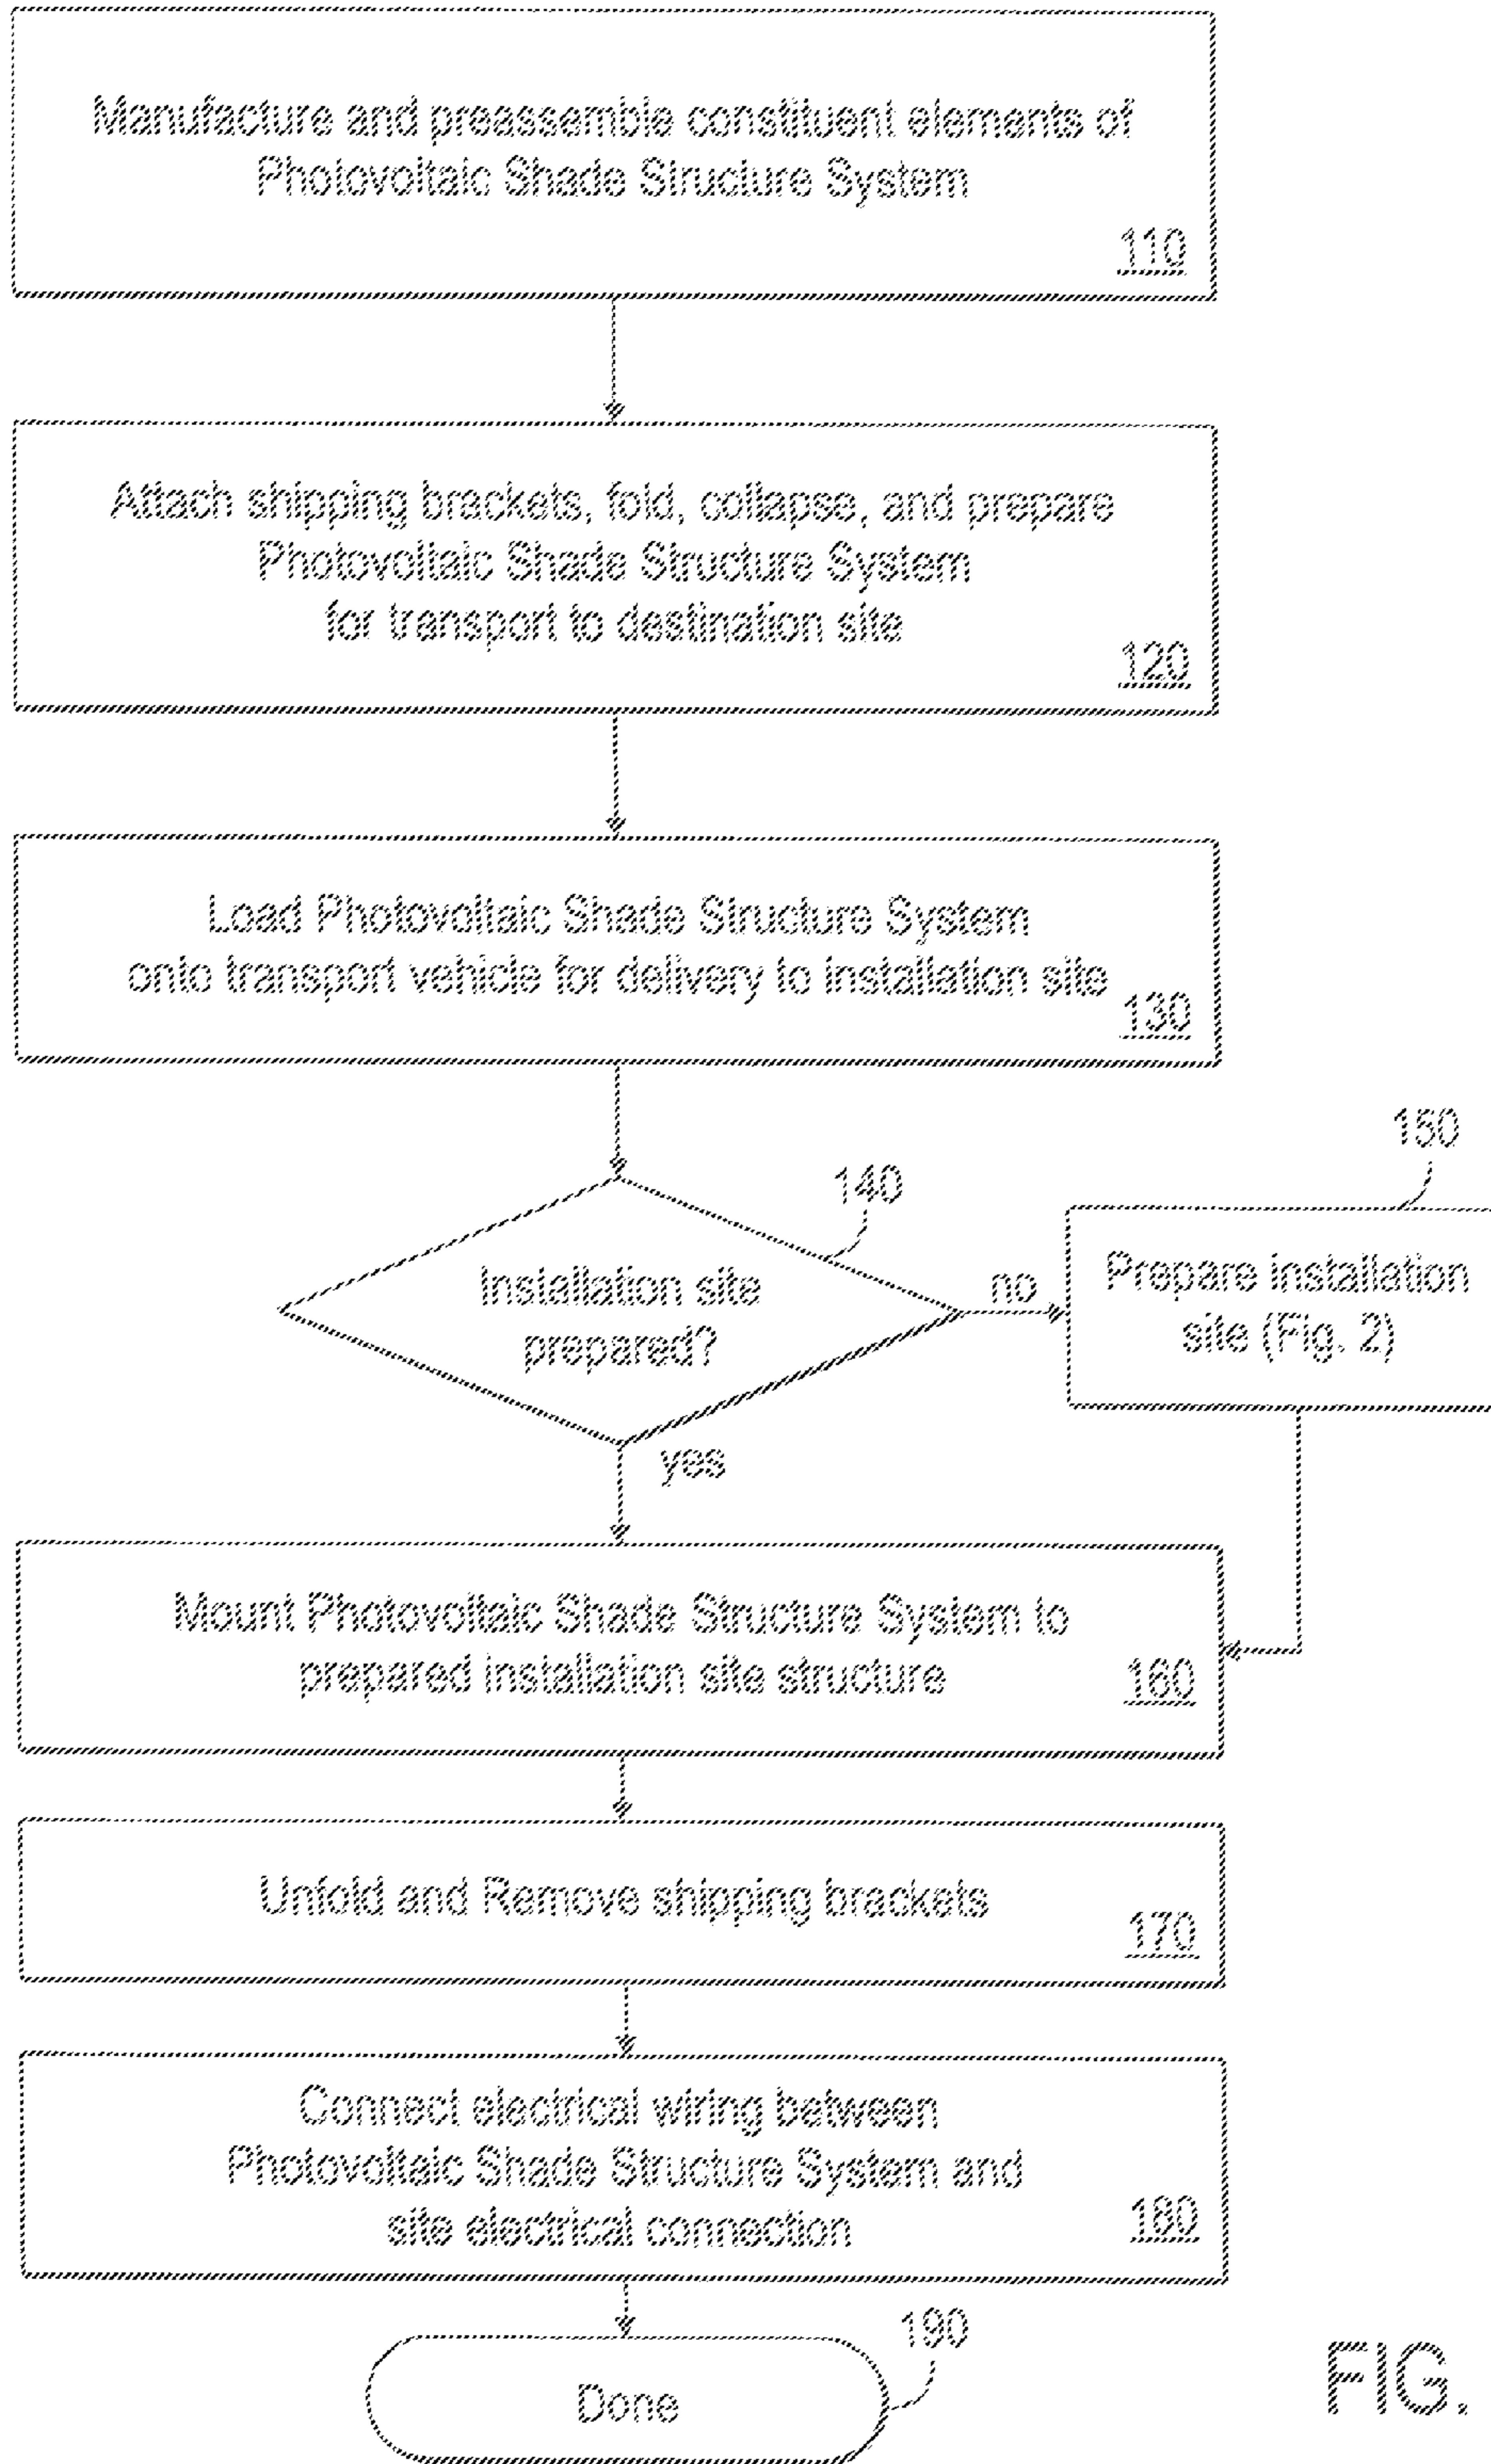 Manufacture and preassemble constituent elements of
Photovoltaic Shade Structure System
110
Attach shipping brackets, fold, collapse, and prepare
Photovoltaic Shade Structure System
for transport to destination site
120
Load Photovoltaic Shade Structure System
onto transport vehicle for delivery to installation site
130
140
150
Installation site
prepared?
no
Prepare installation
site (Fig. 2)
yes
Mount Photovoltaic Shade Structure System to
prepared installation site structure
160
Unfold and Remove shipping brackets
170
Connect electrical wiring between
Photovoltaic Shade Structure System and
site electrical connection
180
190
Done
FIG.